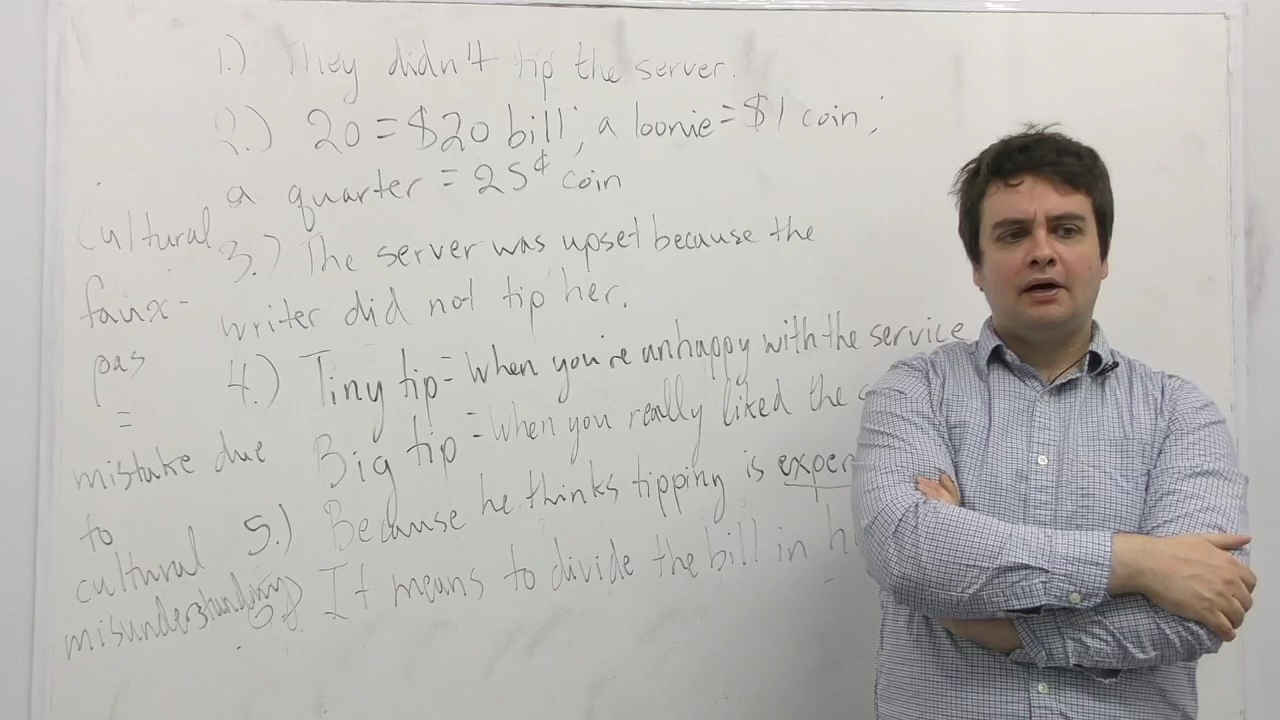 1.) They didn't tip the server.
2.) 20 = $20 bill; a loonie = $1 coin;
a quarter = 25¢ coin
3.) The server was upset because the
writer did not tip her.
4.) Tiny tip = when you're unhappy with the service
Big tip = when you really liked the
5.) Because he thinks tipping is
6) It means to divide the bill in
Cultural
faux-
pas
=
mistake due
to
cultural
misunderstanding